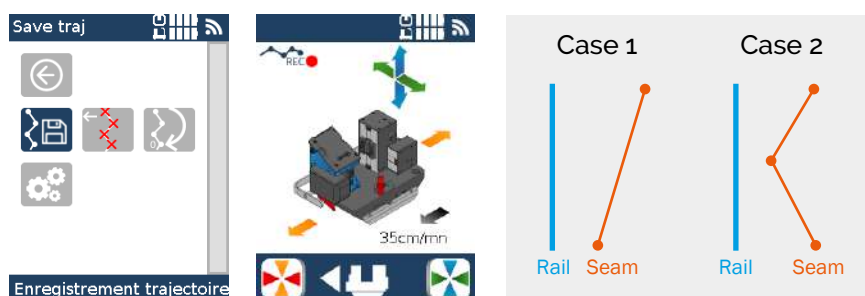 Save traj
Enregistrement trajectoire
REC
35cm/mn
Case 1
Case 2
Rail
Seam
Rail
Seam